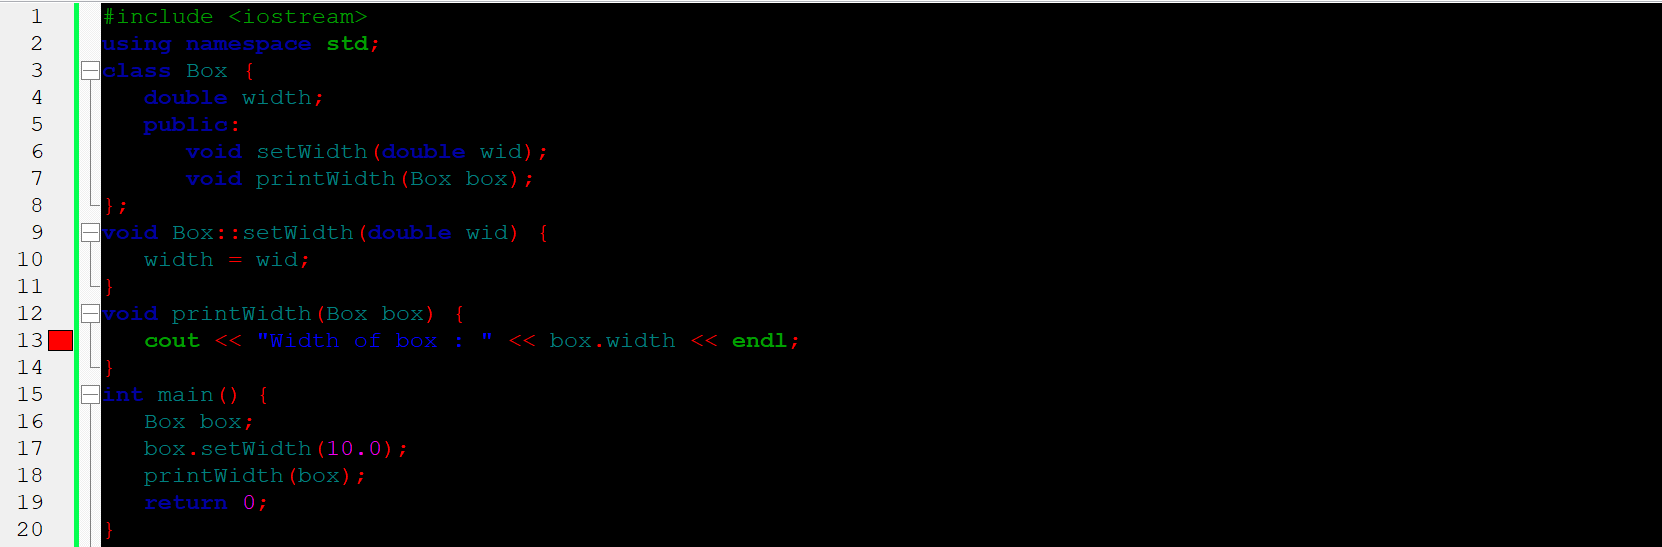 1 #include <iostream>
2 using namespace std;
3 class Box {
4    double width;
5    public:
6       void setWidth(double wid);
7       void printWidth(Box box);
8 };
9 void Box::setWidth(double wid) {
10    width = wid;
11 }
12 void printWidth(Box box) {
13    cout << "Width of box : " << box.width << endl;
14 }
15 int main() {
16    Box box;
17    box.setWidth(10.0);
18    printWidth(box);
19    return 0;
20 }